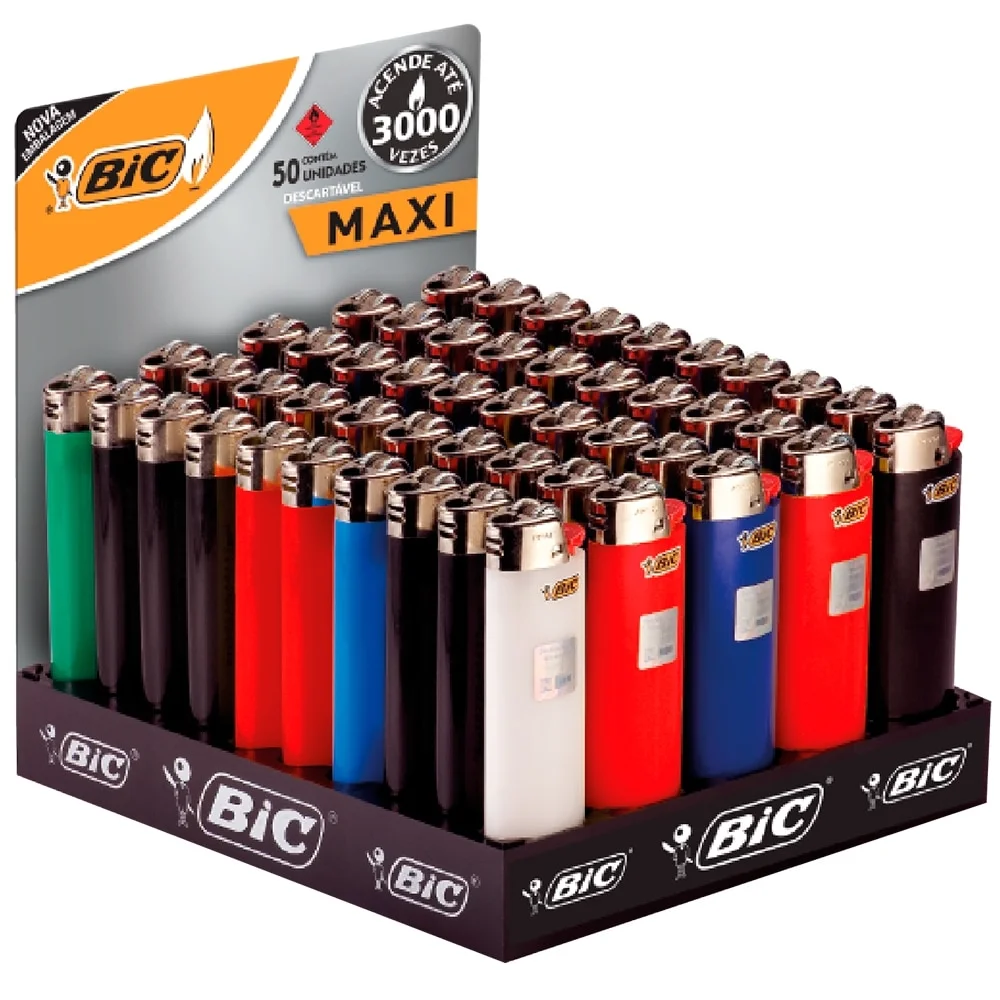 NOVA
EMBALAGEM
BiC
®
50 CONTÉM
UNIDADES
DESCARTÁVEL
MAXI
ACENDE ATÉ
3000
VEZES
BiC
BiC
BiC
BiC
BiC
BiC®
BiC®
BiC®
BiC®
BiC®
BiC®